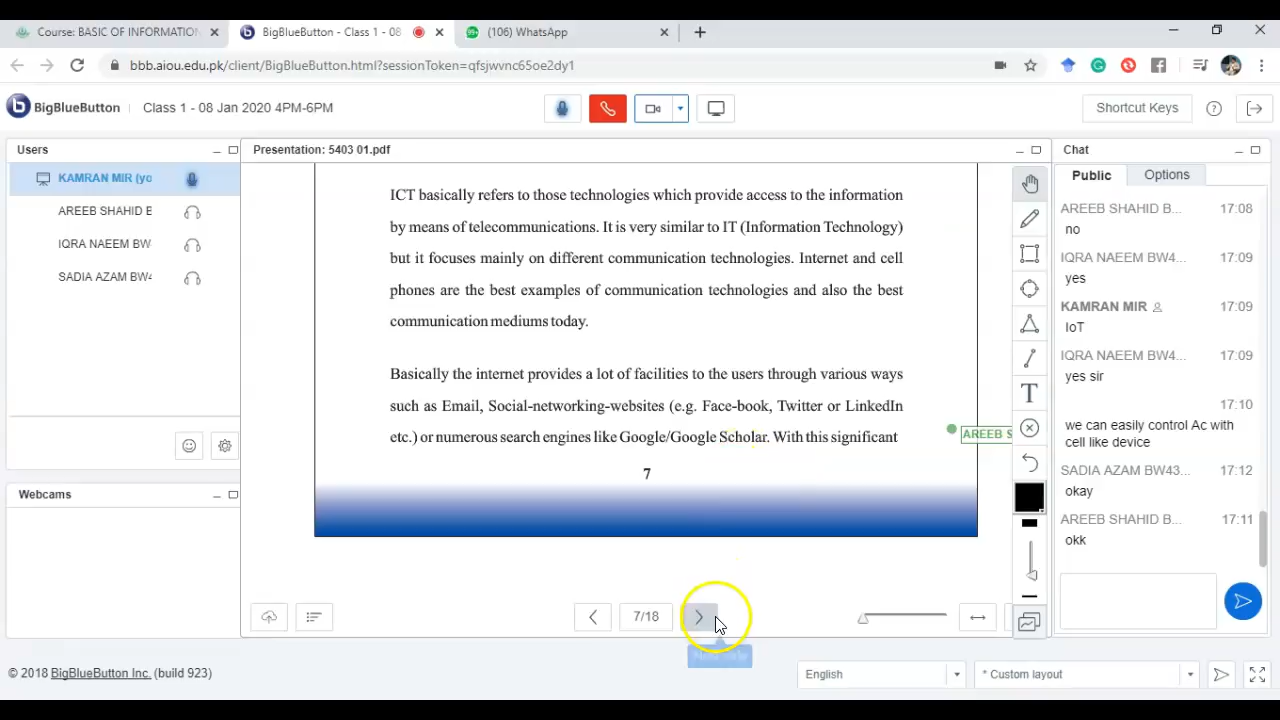 Course: BASIC OF INFORMATION
BigBlueButton - Class 1 - 08
(106) WhatsApp
bbb.aiou.edu.pk/client/BigBlueButton.html?sessionToken=qfsjwvnc65oe2dy1
BigBlueButton
Class 1 - 08 Jan 2020 4PM-6PM
Shortcut Keys
Users
KAMRAN MIR (yo
AREEB SHAHID B
IQRA NAEEM BW
SADIA AZAM BW4
Webcams
Presentation: 5403 01.pdf
ICT basically refers to those technologies which provide access to the information
by means of telecommunications. It is very similar to IT (Information Technology)
but it focuses mainly on different communication technologies. Internet and cell
phones are the best examples of communication technologies and also the best
communication mediums today.
Basically the internet provides a lot of facilities to the users through various ways
such as Email, Social-networking-websites (e.g. Face-book, Twitter or LinkedIn
etc.) or numerous search engines like Google/Google Scholar. With this significant
7
AREEB S
7/18
T
Chat
Public
Options
AREEB SHAHID B... 17:08
no
IQRA NAEEM BW4... 17:09
yes
KAMRAN MIR 17:09
IoT
IQRA NAEEM BW4... 17:09
yes sir
17:10
we can easily control Ac with
cell like device
SADIA AZAM BW43... 17:12
okay
AREEB SHAHID B... 17:11
okk
© 2018 BigBlueButton Inc. (build 923)
English
* Custom layout